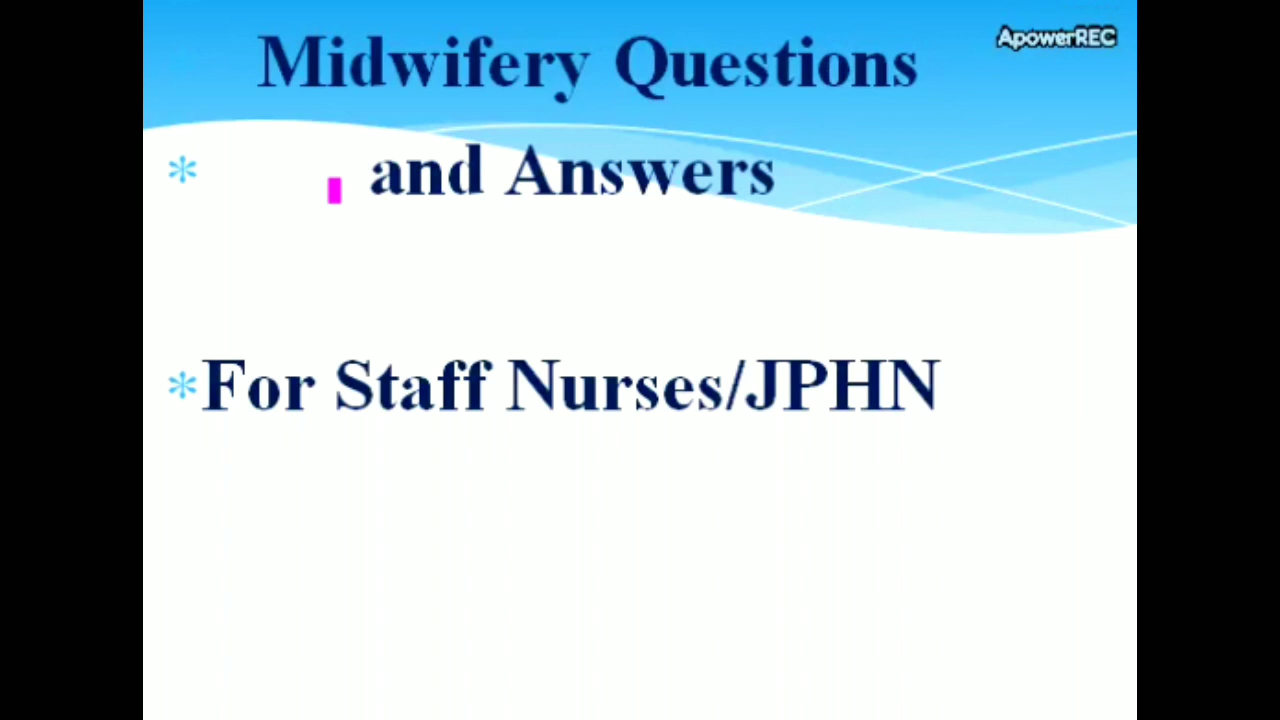 Midwifery Questions
ApowerREC
* and Answers
*For Staff Nurses/JPHN